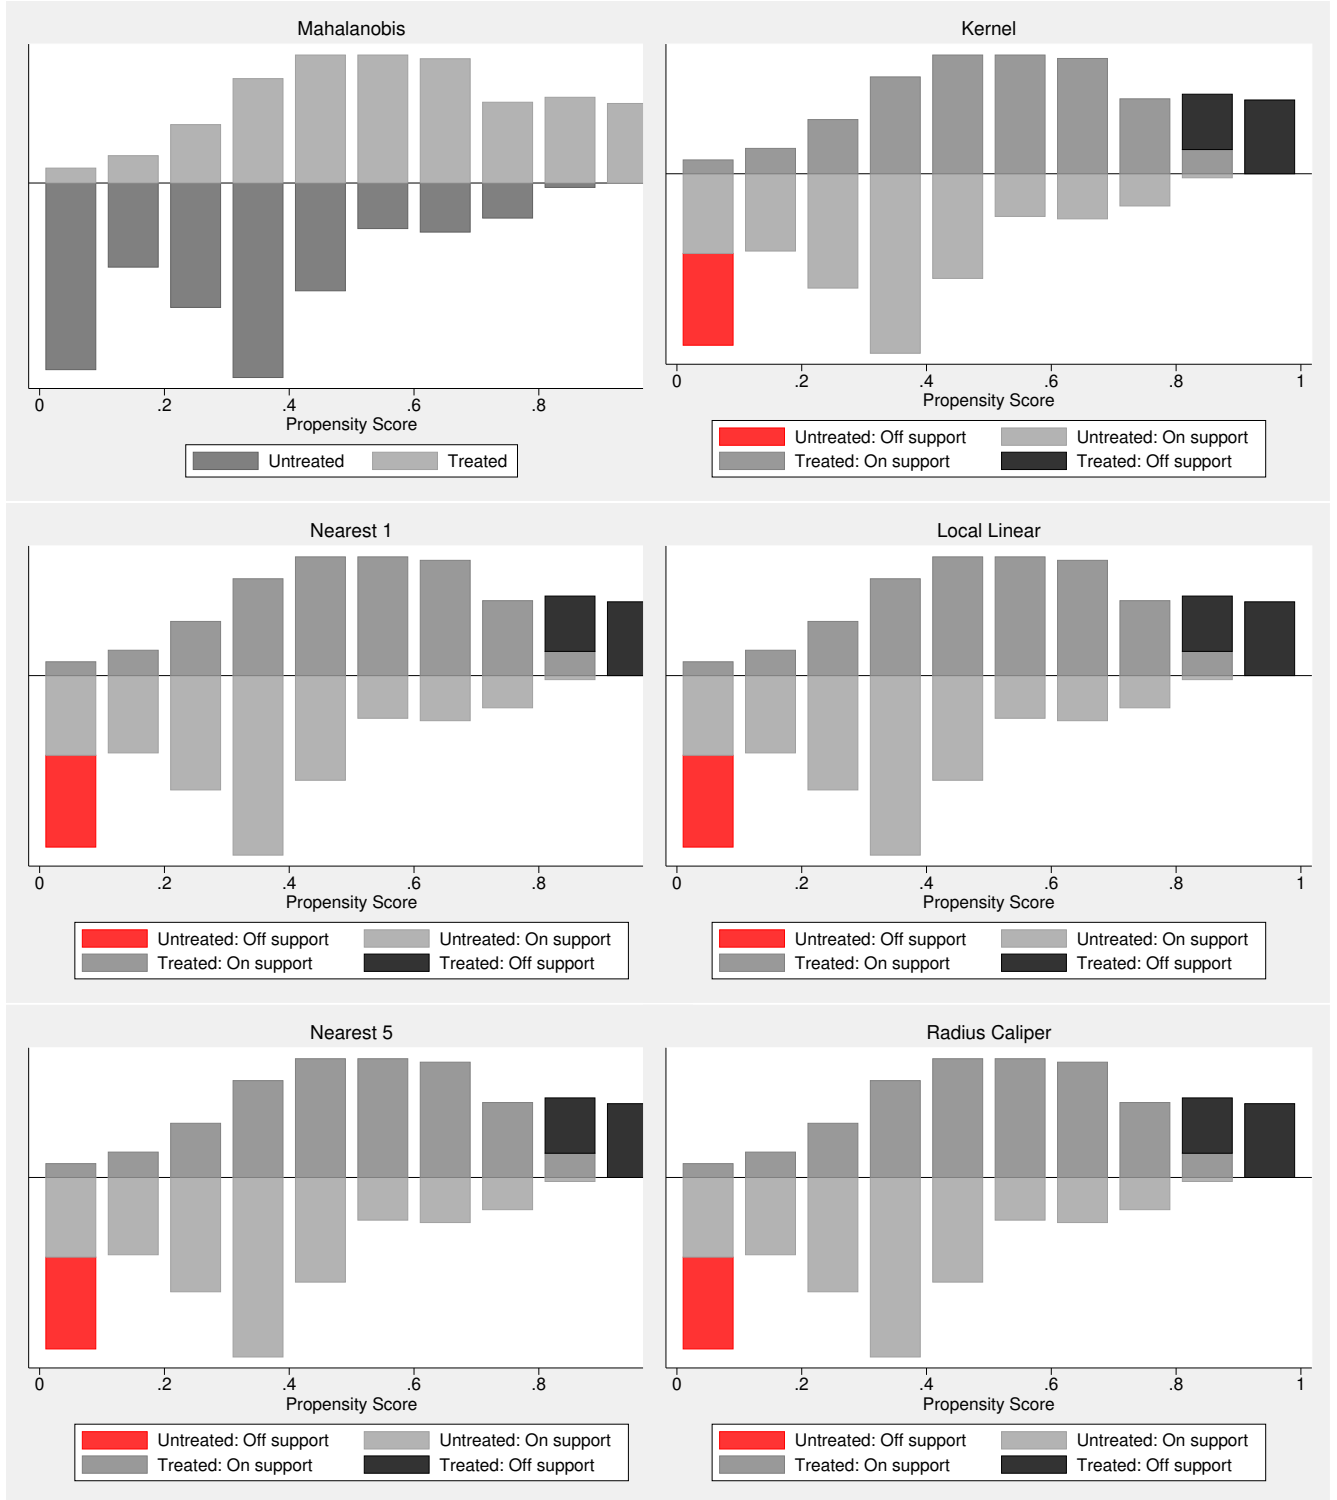 Mahalanobis
0 .2 .4 .6 .8
Propensity Score
Untreated Treated
Kernel
0 .2 .4 .6 .8 1
Propensity Score
Untreated: Off support Untreated: On support
Treated: On support Treated: Off support
Nearest 1
0 .2 .4 .6 .8
Propensity Score
Untreated: Off support Untreated: On support
Treated: On support Treated: Off support
Local Linear
0 .2 .4 .6 .8 1
Propensity Score
Untreated: Off support Untreated: On support
Treated: On support Treated: Off support
Nearest 5
0 .2 .4 .6 .8
Propensity Score
Untreated: Off support Untreated: On support
Treated: On support Treated: Off support
Radius Caliper
0 .2 .4 .6 .8 1
Propensity Score
Untreated: Off support Untreated: On support
Treated: On support Treated: Off support